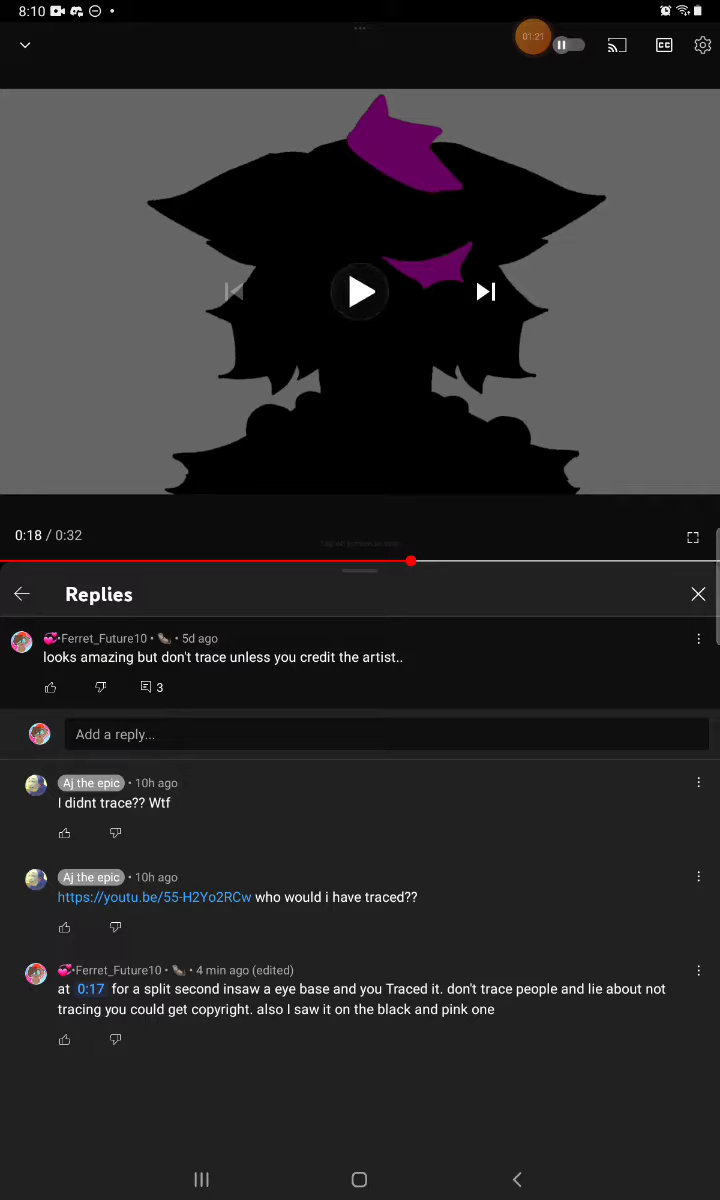 8:10
01:21
CC
0:18 / 0:32
Replies
💞•Ferret_Future10 • 🦦 • 5d ago
looks amazing but don't trace unless you credit the artist..
3
Add a reply...
Aj the epic • 10h ago
I didnt trace?? Wtf
Aj the epic • 10h ago
https://youtu.be/55-H2Yo2RCw who would i have traced??
💞•Ferret_Future10 • 🦦 • 4 min ago (edited)
at 0:17 for a split second insaw a eye base and you Traced it. don't trace people and lie about not
tracing you could get copyright. also I saw it on the black and pink one